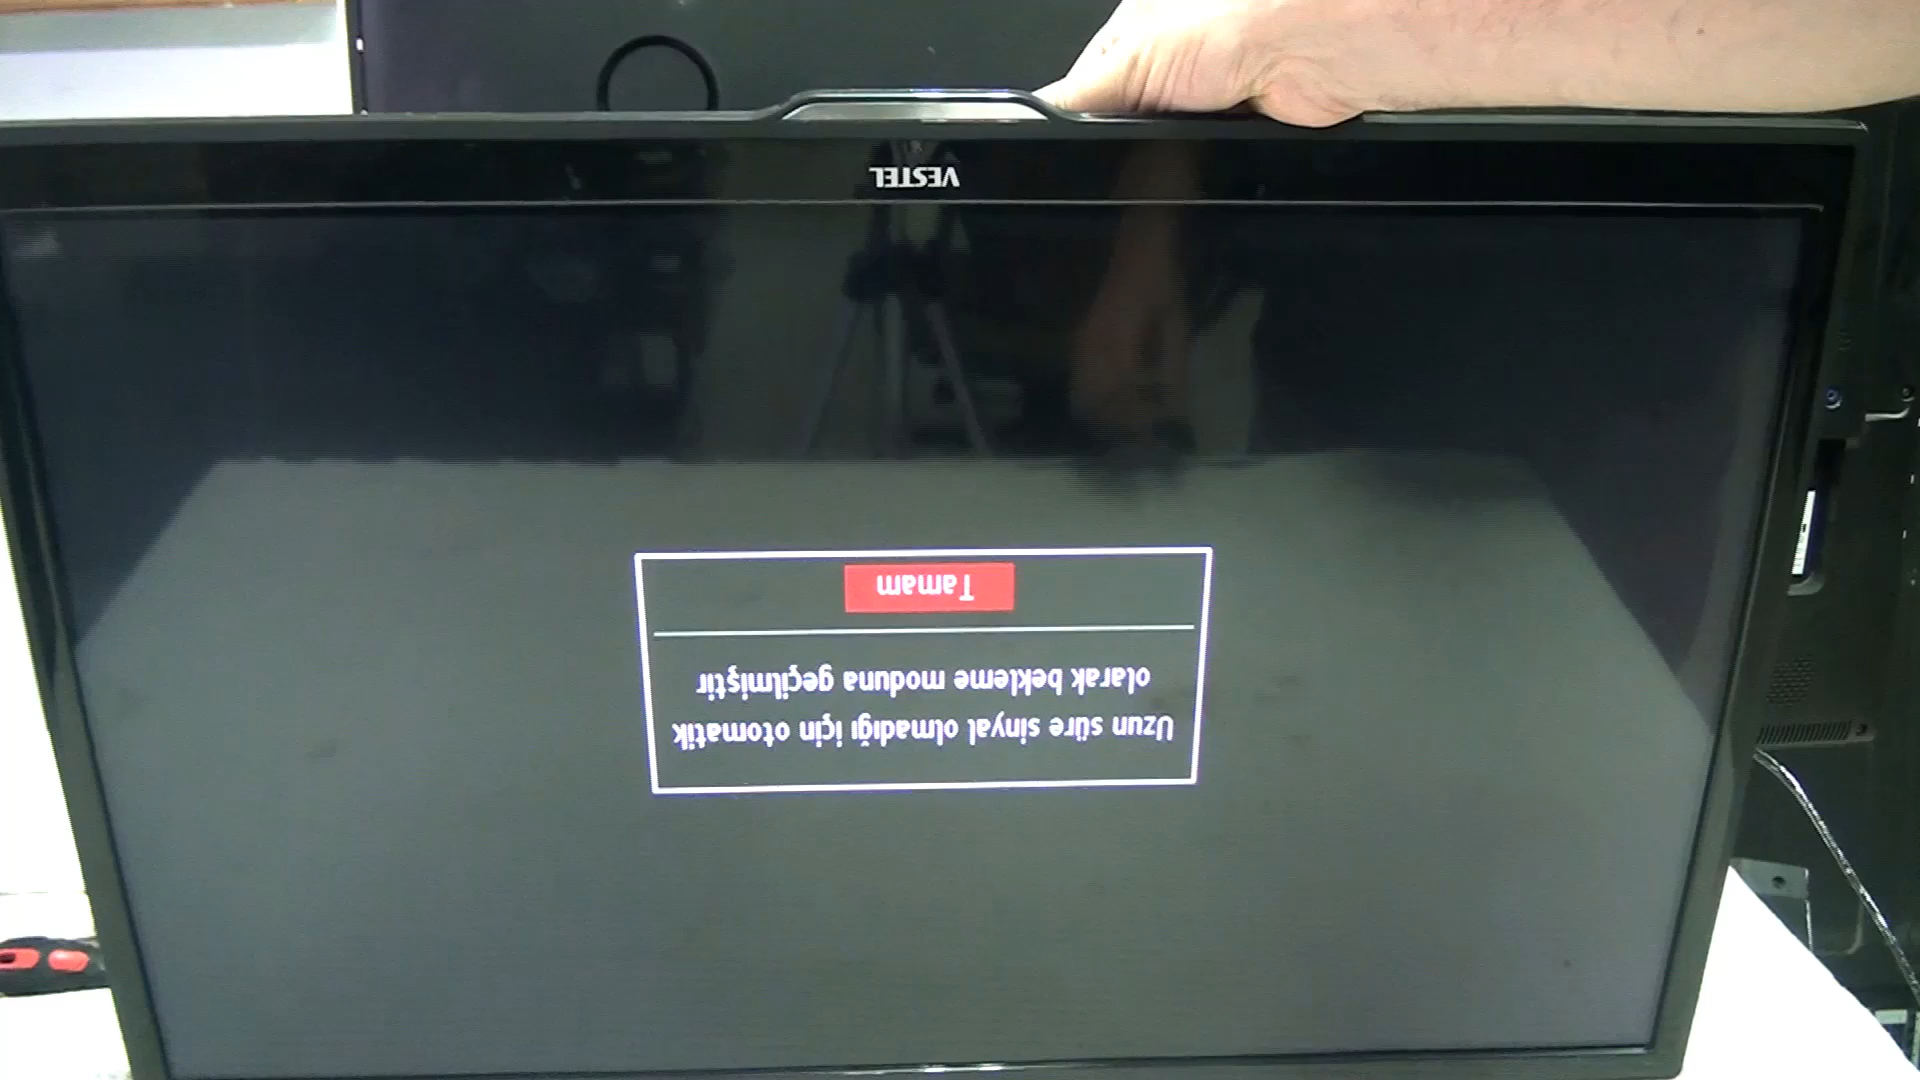 Uzun süre sinyal olmadığı için otomatik
olarak bekleme moduna geçilmiştir
Tamam
VESTEL